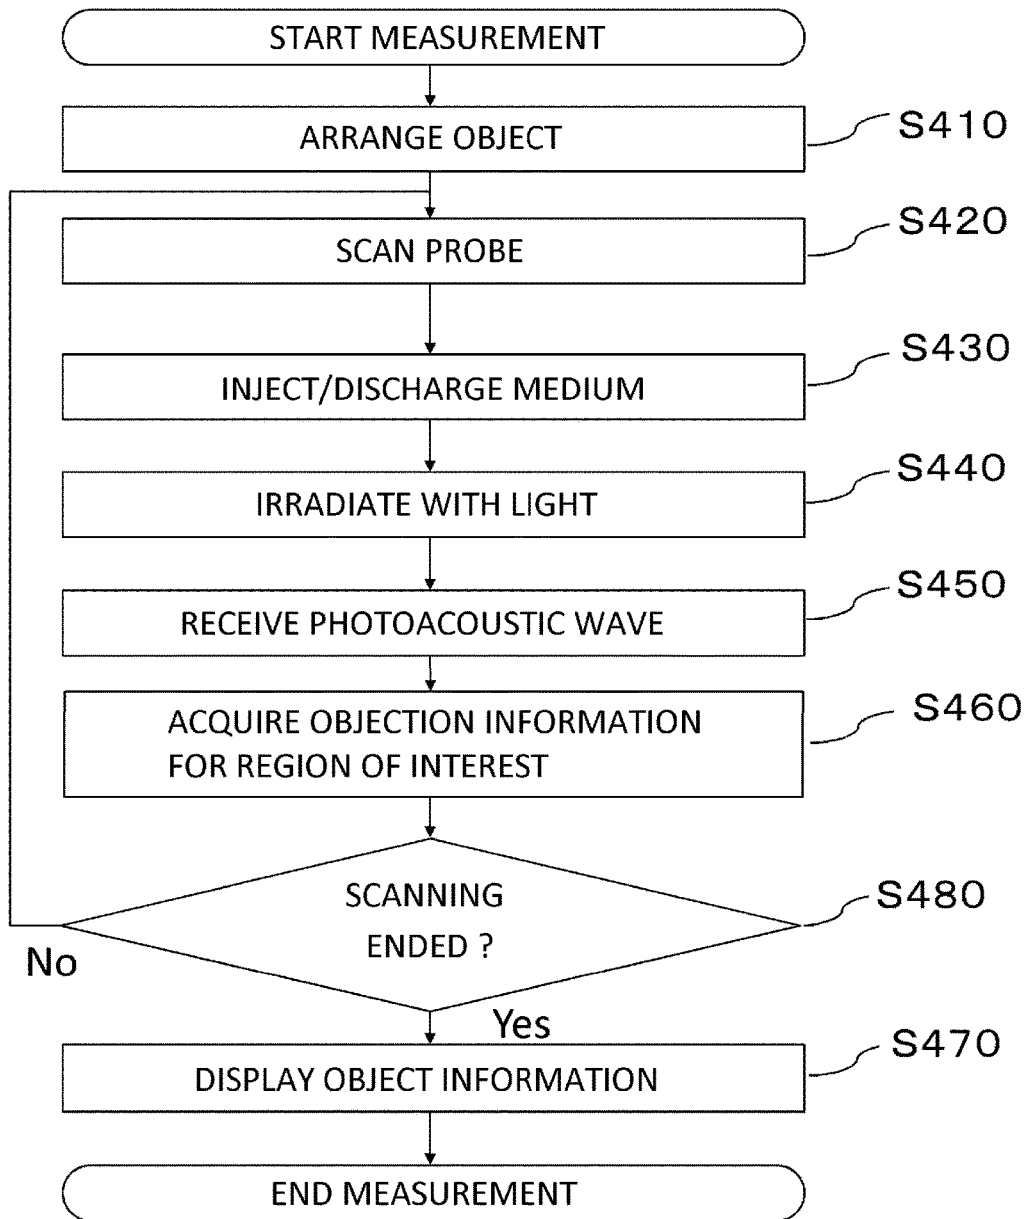 START MEASUREMENT
ARRANGE OBJECT
S410
SCAN PROBE
S420
INJECT/DISCHARGE MEDIUM
S430
IRRADIATE WITH LIGHT
S440
RECEIVE PHOTOACOUSTIC WAVE
S450
ACQUIRE OBJECTION INFORMATION
FOR REGION OF INTEREST
S460
SCANNING
ENDED ?
S480
No
Yes
DISPLAY OBJECT INFORMATION
S470
END MEASUREMENT